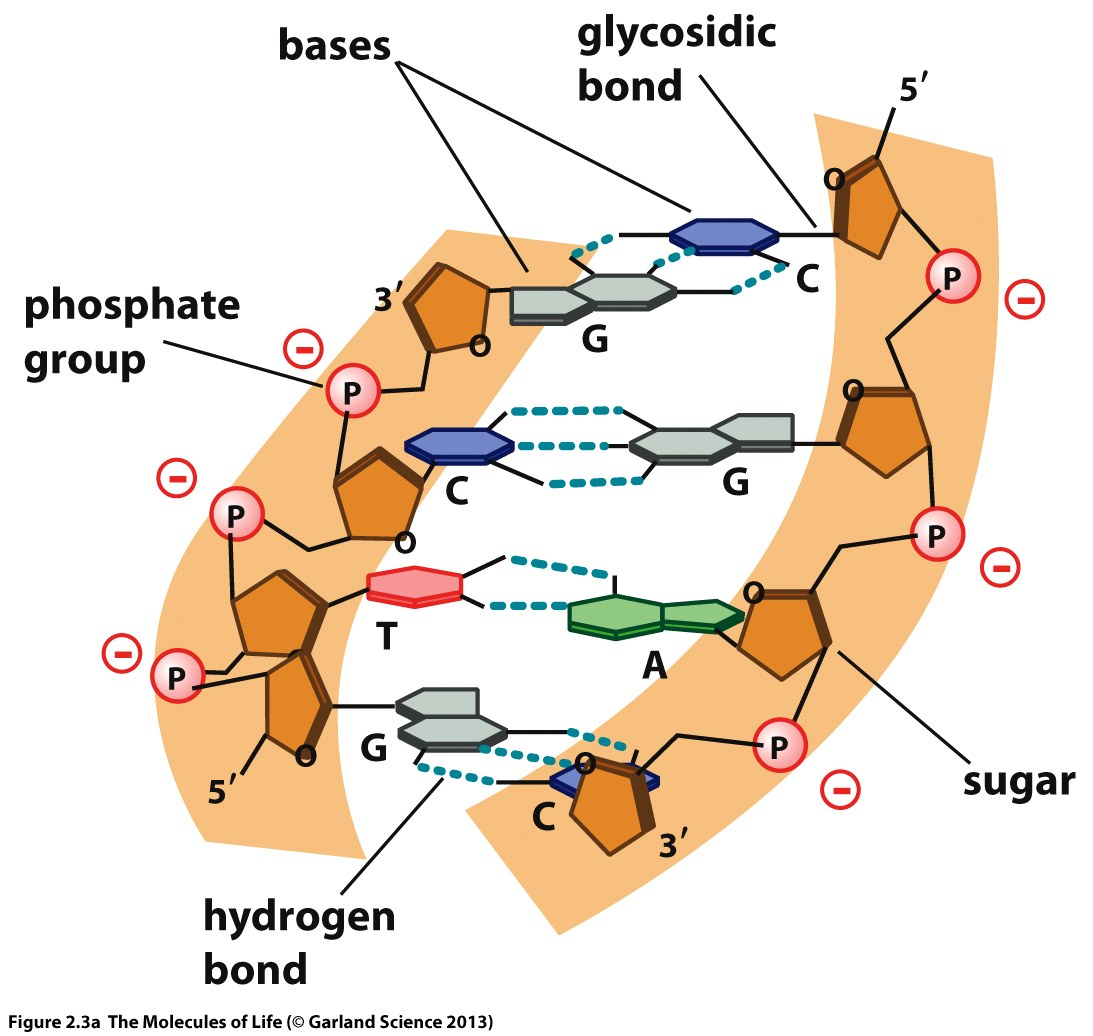 bases
glycosidic
bond
5′
O
C
P
−
3′
G
O
phosphate
group
−
P
O
C
G
−
P
O
P
−
T
O
A
−
P
G
O
5′
O
C
3′
P
−
sugar
hydrogen
bond
Figure 2.3a The Molecules of Life (© Garland Science 2013)